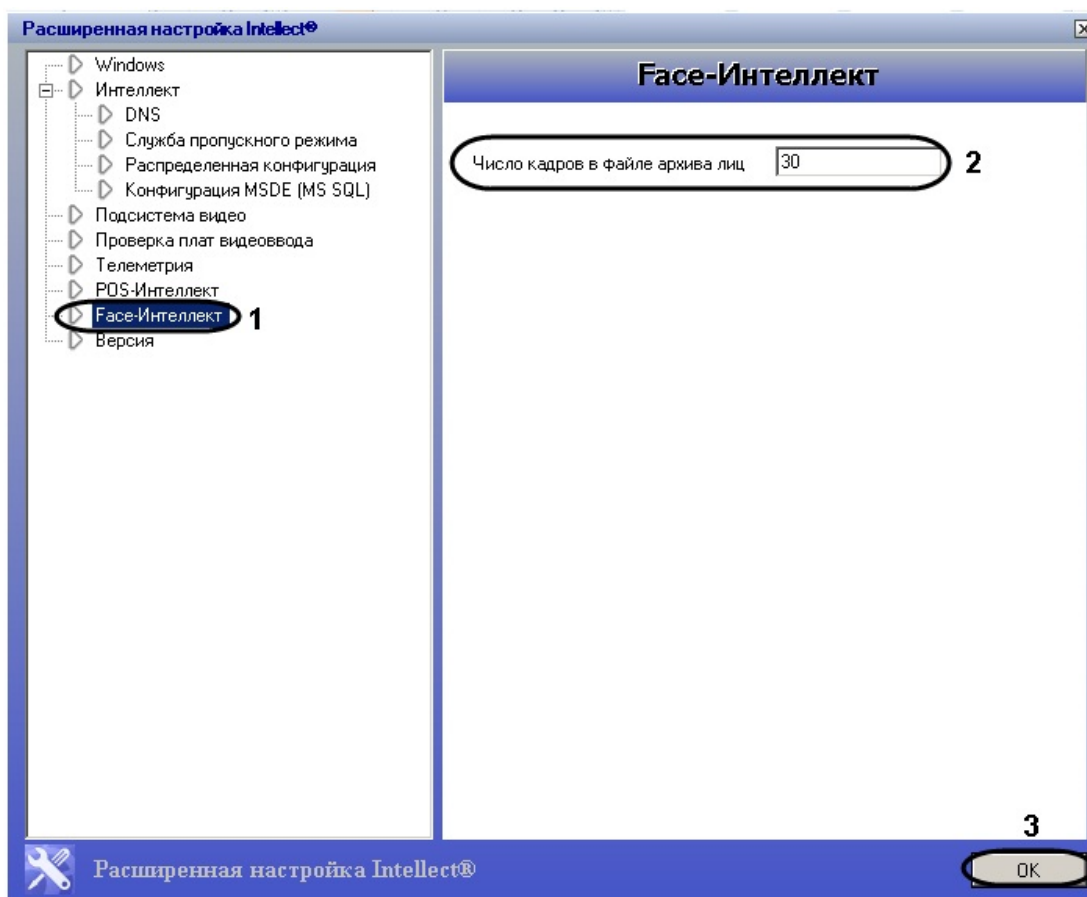 Расширенная настройка Intellect®
Windows
Интеллект
DNS
Служба пропускного режима
Распределенная конфигурация
Конфигурация MSDE (MS SQL)
Подсистема видео
Проверка плат видеоввода
Телеметрия
POS-Интеллект
Face-Интеллект 1
Версия
Face-Интеллект
Число кадров в файле архива лиц 30 2
3
Расширенная настройка Intellect®
OK